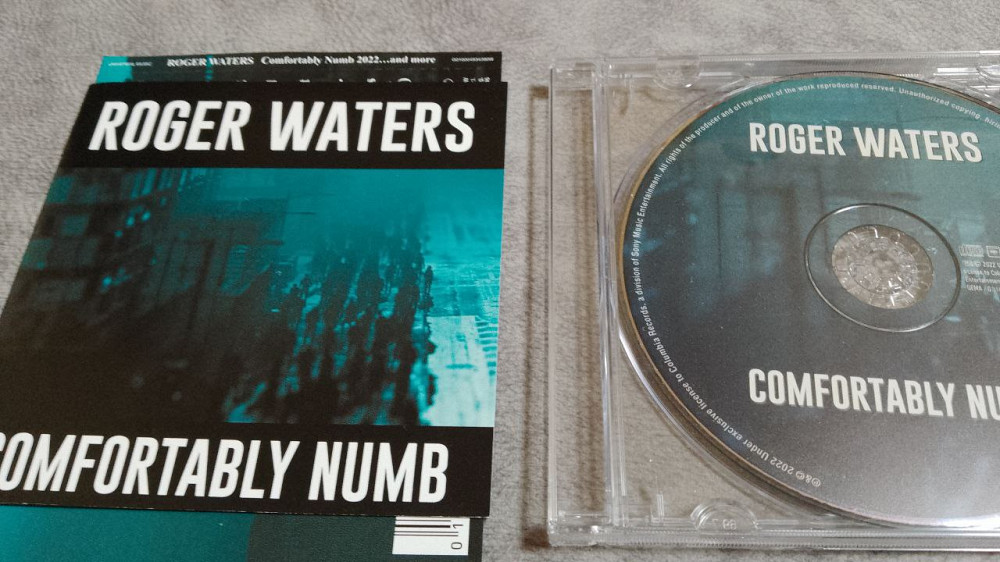 ROGER WATERS Comfortably Numb 2022...and more
ROGER WATERS
COMFORTABLY NUMB
0
All rights of the producer and of the owner of the work reproduced reserved. Unauthorized copying,
ROGER WATERS
COMFORTABLY NU
℗&© 2022 Under exclusive license to Columbia Records, a division of Sony Music Entertainment.